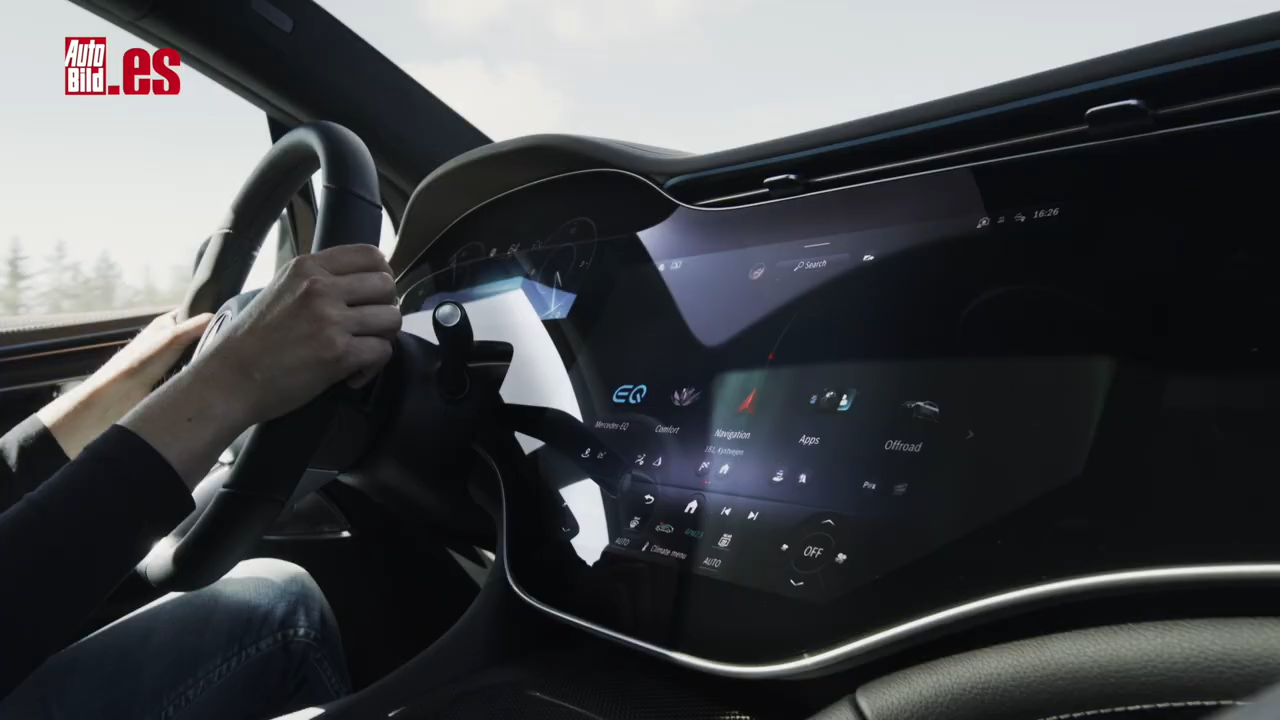 Auto
Bild
.es
16:26
Search
EQ
Mercedes-EQ
Comfort
Navigation
Apps
Offroad
AUTO
Climate menu
AUTO
OFF